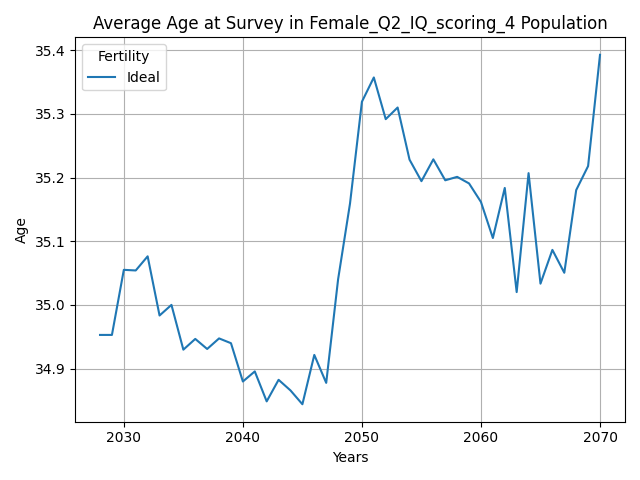 Average Age at Survey in Female_Q2_IQ_scoring_4 Population
Fertility
Ideal
35.4
35.3
35.2
35.1
35.0
34.9
Age
2030 2040 2050 2060 2070
Years